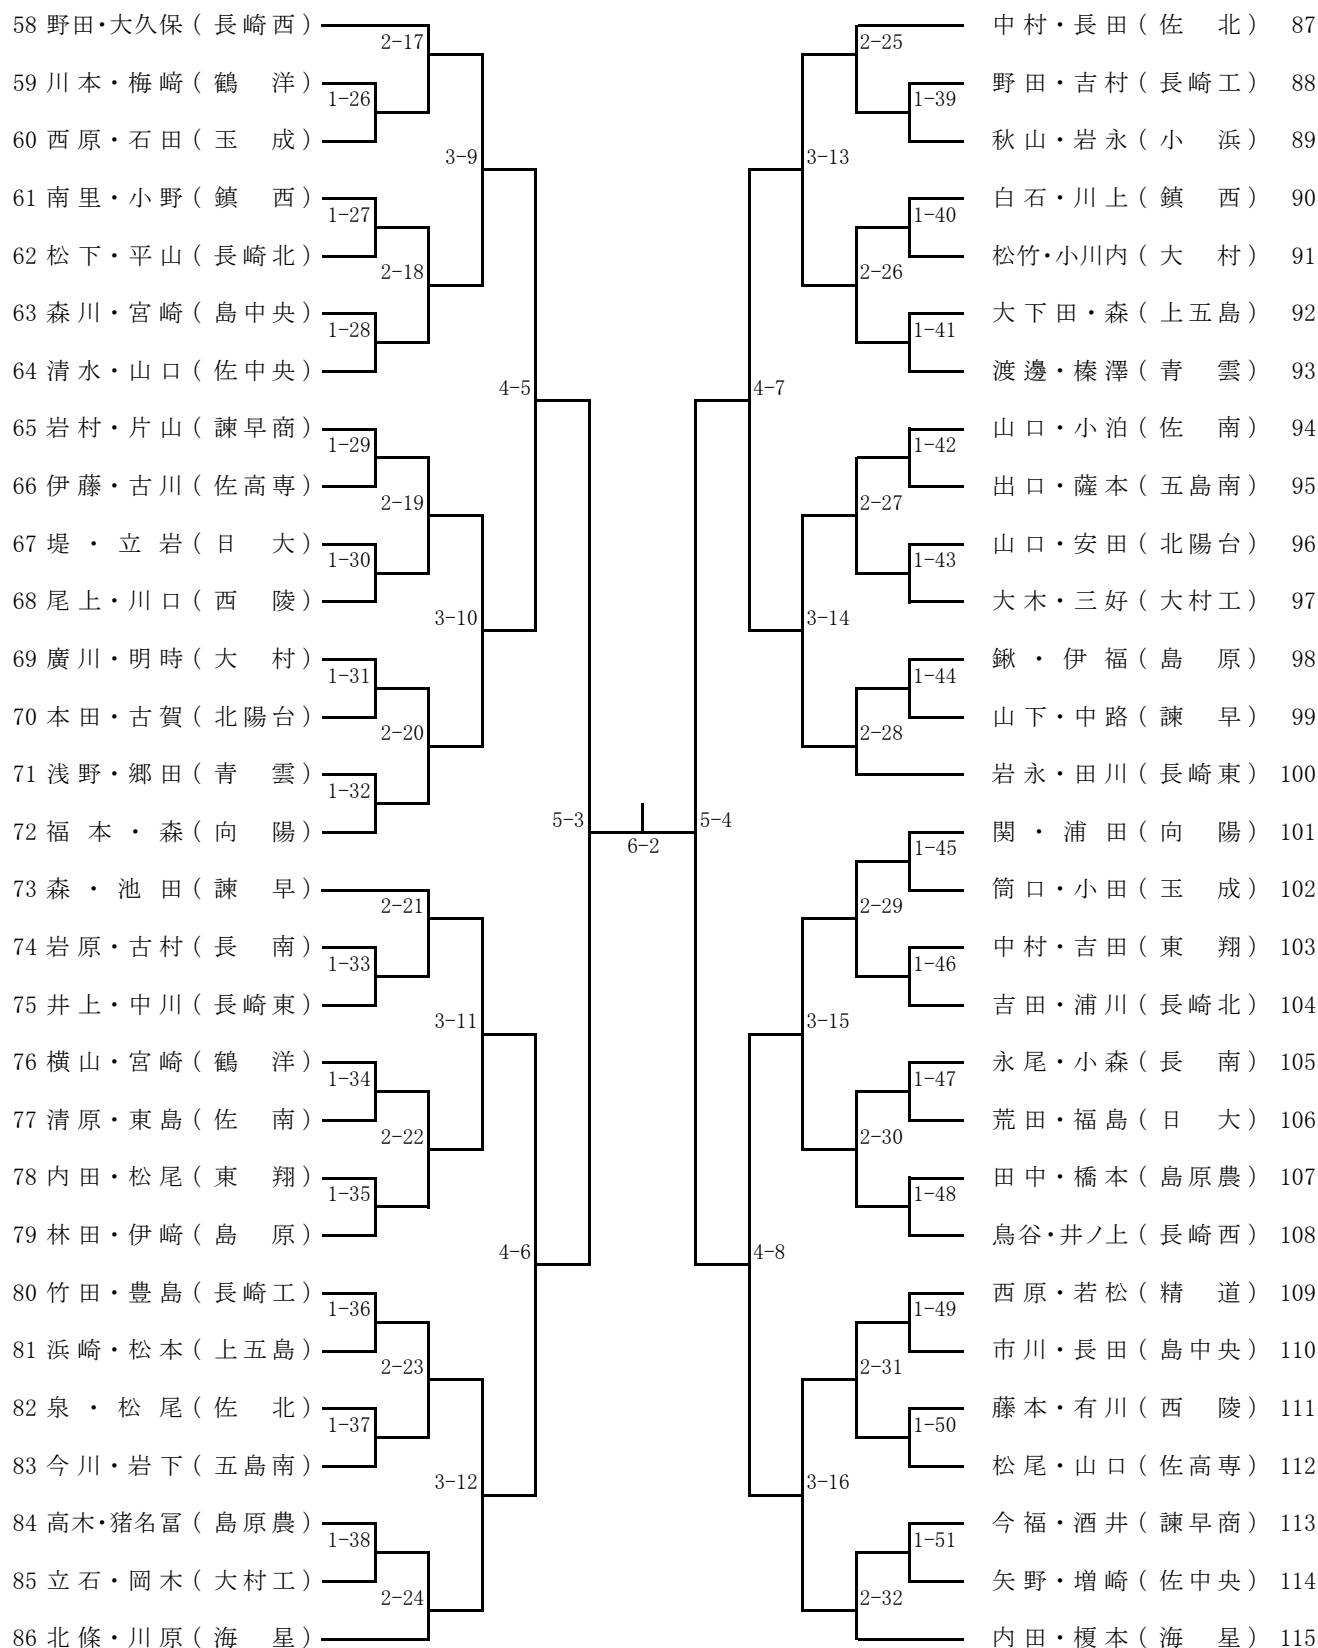 58 野田・大久保 ( 長崎西 )
59 川本・梅﨑 ( 鶴 洋 )
60 西原・石田 ( 玉 成 )
61 南里・小野 ( 鎮 西 )
62 松下・平山 ( 長崎北 )
63 森川・宮崎 ( 島中央 )
64 清水・山口 ( 佐中央 )
65 岩村・片山 ( 諫早商 )
66 伊藤・古川 ( 佐高専 )
67 堤・立岩 ( 日 大 )
68 尾上・川口 ( 西 陵 )
69 廣川・明時 ( 大 村 )
70 本田・古賀 ( 北陽台 )
71 浅野・郷田 ( 青 雲 )
72 福本・森 ( 向 陽 )
73 森・池田 ( 諫 早 )
74 岩原・古村 ( 長 南 )
75 井上・中川 ( 長崎東 )
76 横山・宮崎 ( 鶴 洋 )
77 清原・東島 ( 佐 南 )
78 内田・松尾 ( 東 翔 )
79 林田・伊﨑 ( 島 原 )
80 竹田・豊島 ( 長崎工 )
81 浜崎・松本 ( 上五島 )
82 泉・松尾 ( 佐 北 )
83 今川・岩下 ( 五島南 )
84 高木・猪名冨 ( 島原農 )
85 立石・岡木 ( 大村工 )
86 北條・川原 ( 海 星 )
2-17
1-26
1-27
2-18
1-28
1-29
2-19
1-30
1-31
2-20
1-32
2-21
1-33
1-34
2-22
1-35
1-36
2-23
1-37
1-38
2-24
3-9
3-10
3-11
3-12
4-5
4-6
5-3
6-2
5-4
4-7
4-8
3-13
3-14
3-15
3-16
2-25
1-39
1-40
2-26
1-41
1-42
2-27
1-43
1-44
2-28
1-45
2-29
1-46
1-47
2-30
1-48
1-49
2-31
1-50
1-51
2-32
中村・長田 ( 佐 北 ) 87
野田・吉村 ( 長崎工 ) 88
秋山・岩永 ( 小 浜 ) 89
白石・川上 ( 鎮 西 ) 90
松竹・小川内 ( 大 村 ) 91
大下田・森 ( 上五島 ) 92
渡邊・榛澤 ( 青 雲 ) 93
山口・小泊 ( 佐 南 ) 94
出口・薩本 ( 五島南 ) 95
山口・安田 ( 北陽台 ) 96
大木・三好 ( 大村工 ) 97
鍬・伊福 ( 島 原 ) 98
山下・中路 ( 諫 早 ) 99
岩永・田川 ( 長崎東 ) 100
関・浦田 ( 向 陽 ) 101
筒口・小田 ( 玉 成 ) 102
中村・吉田 ( 東 翔 ) 103
吉田・浦川 ( 長崎北 ) 104
永尾・小森 ( 長 南 ) 105
荒田・福島 ( 日 大 ) 106
田中・橋本 ( 島原農 ) 107
鳥谷・井ノ上 ( 長崎西 ) 108
西原・若松 ( 精 道 ) 109
市川・長田 ( 島中央 ) 110
藤本・有川 ( 西 陵 ) 111
松尾・山口 ( 佐高専 ) 112
今福・酒井 ( 諫早商 ) 113
矢野・増崎 ( 佐中央 ) 114
内田・榎本 ( 海 星 ) 115